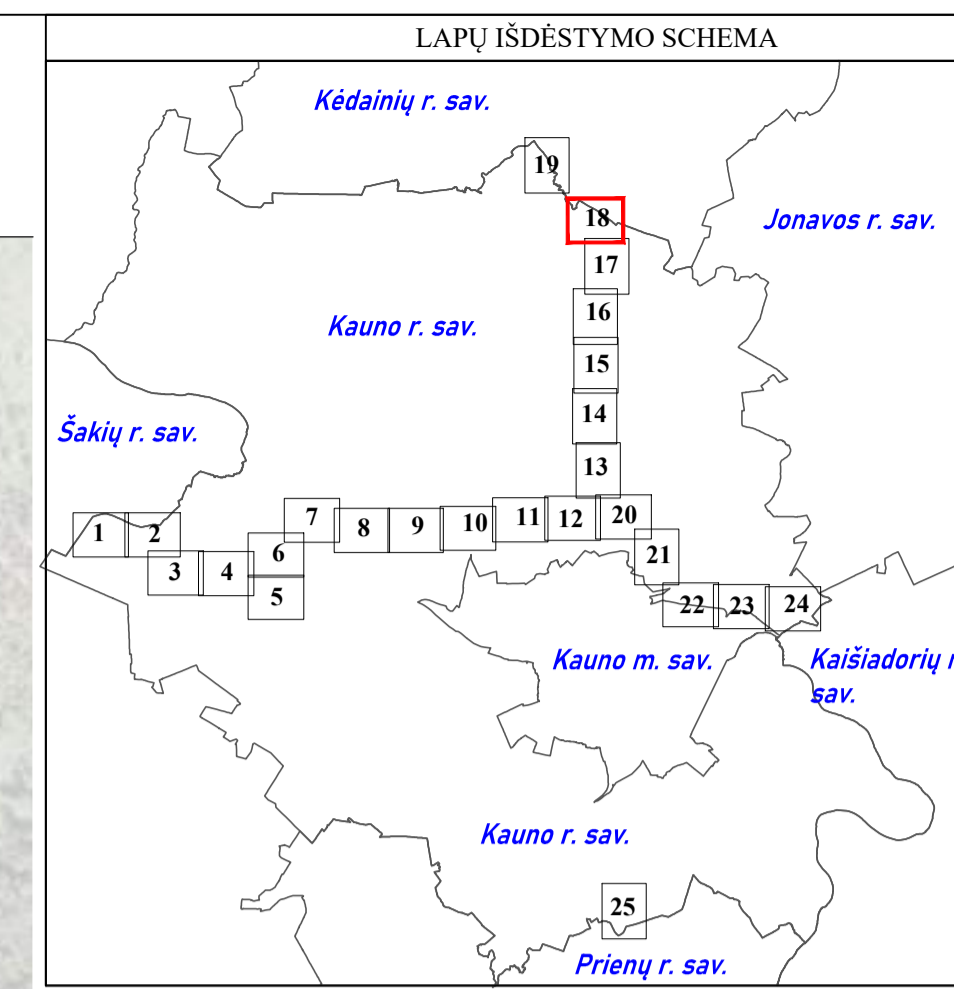 LAPŲ IŠDĖSTYMO SCHEMA
Kėdainių r. sav.
19
18
Jonavos r. sav.
17
16
Kauno r. sav.
15
14
Šakių r. sav.
13
7
8
9
10
11
12
20
1
2
6
21
3
4
5
22
23
24
Kauno m. sav.
Kaišiadorių r
sav.
Kauno r. sav.
25
Prienų r. sav.